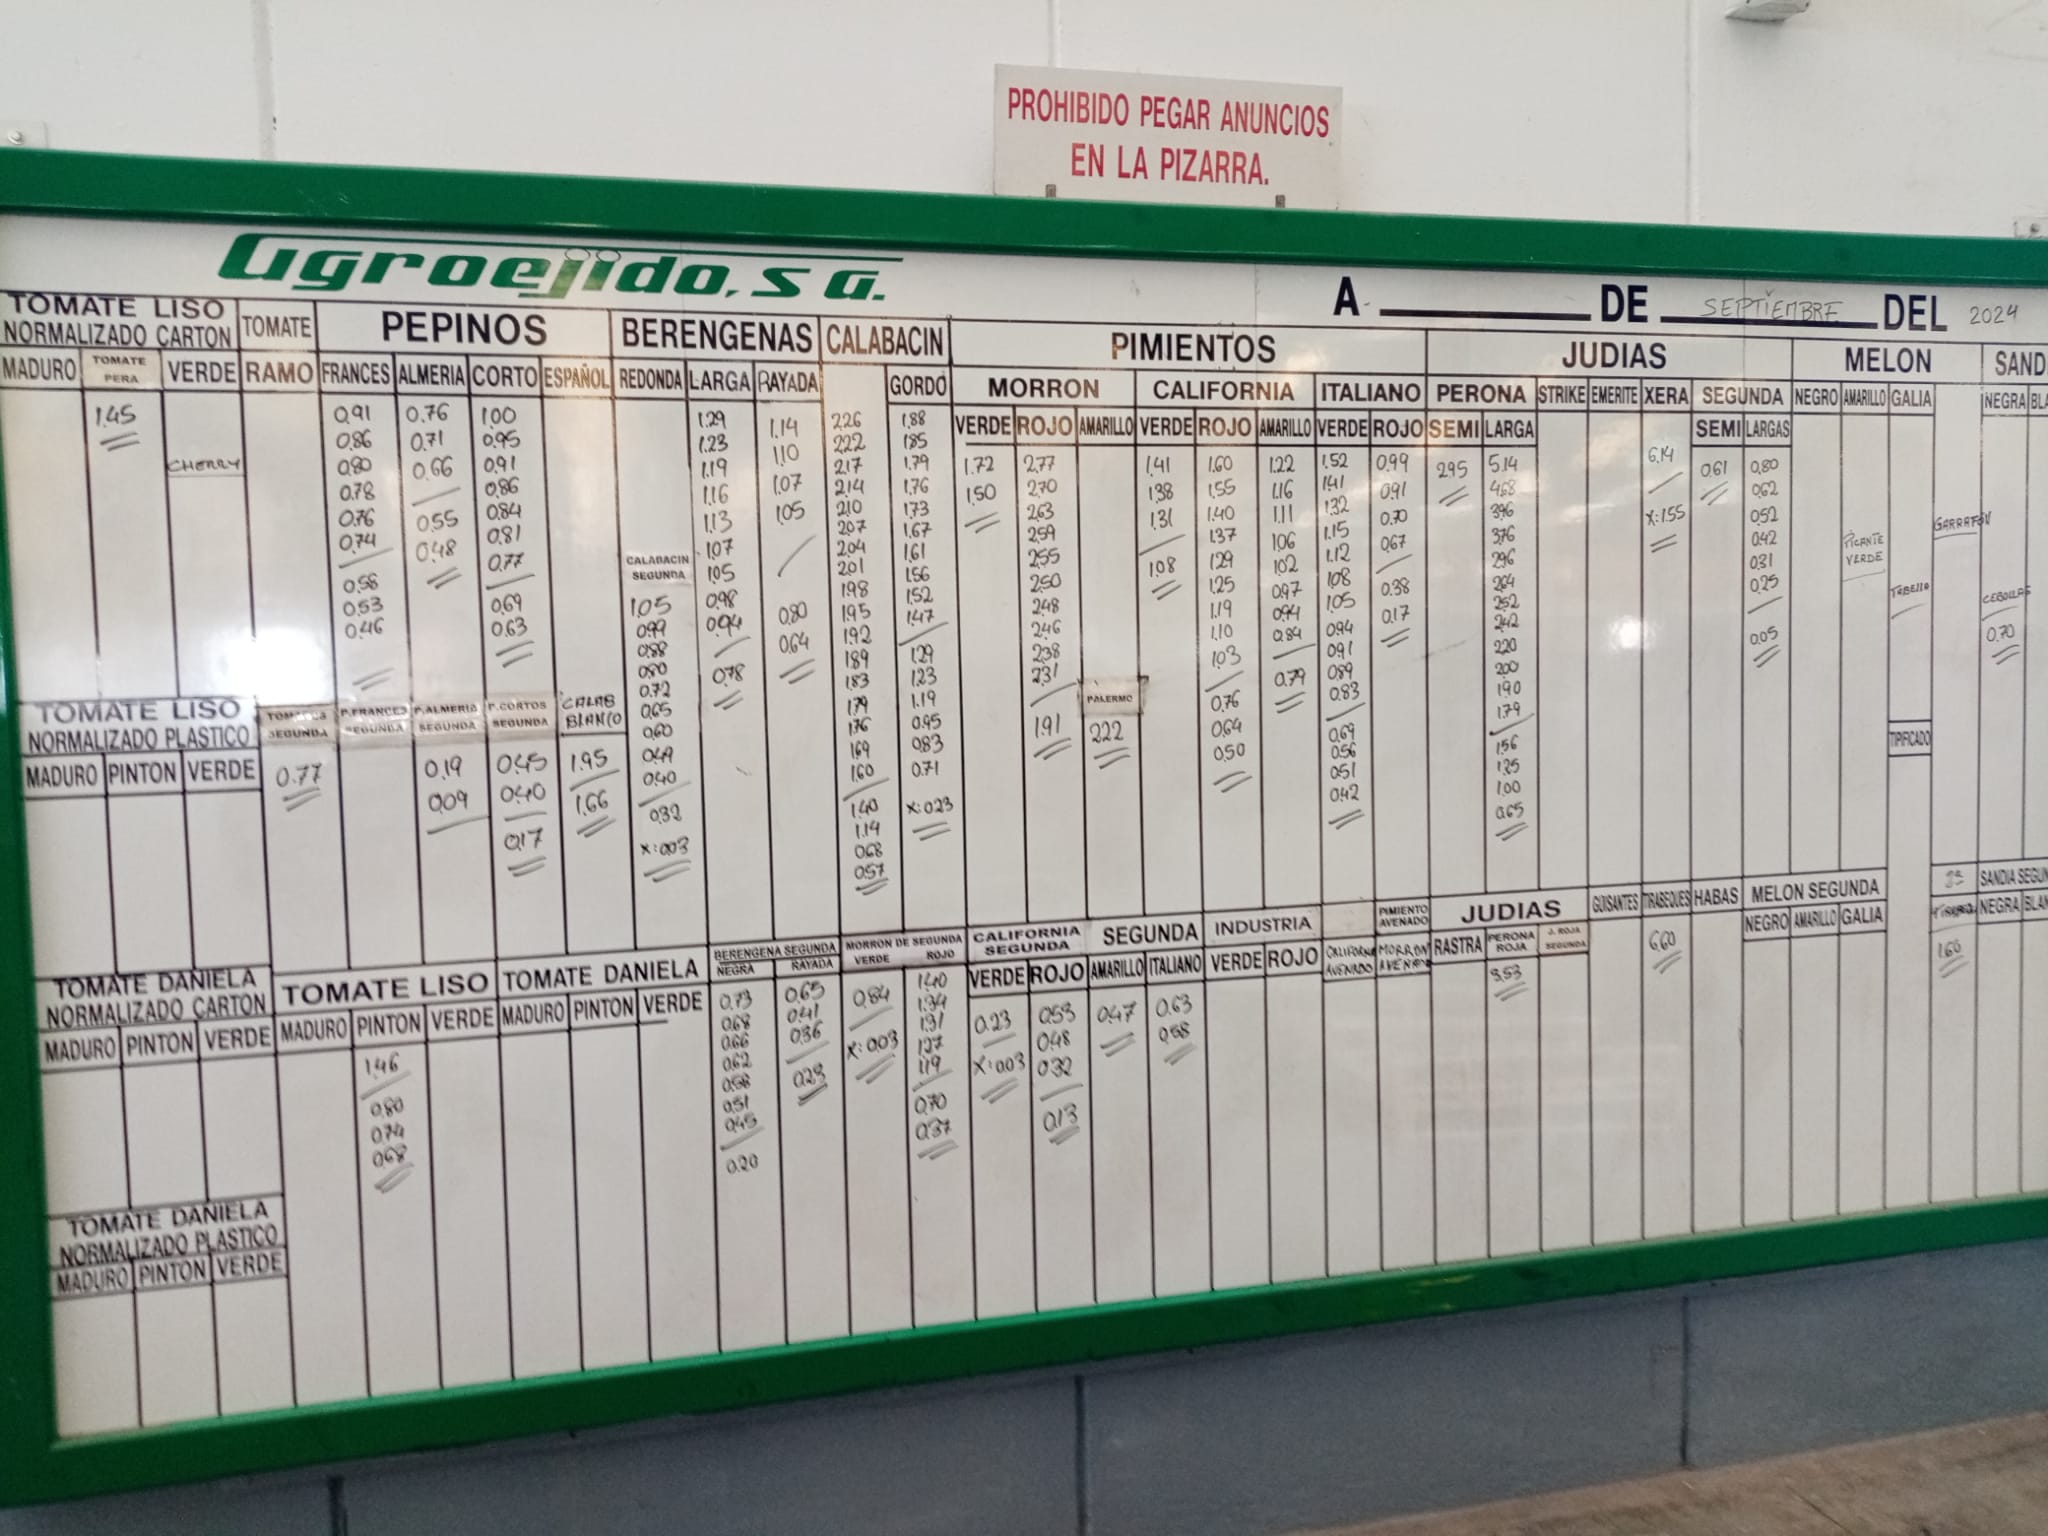 PROHIBIDO PEGAR ANUNCIOS
EN LA PIZARRA.
Agroejido, S A.
A- DE SEPTIEMBRE DEL 2024
TOMATE LISO
NORMALIZADO CARTON
MADURO TOMATE PERA VERDE
1.45
CHERRY
TOMATE
RAMO
PEPINOS
FRANCES ALMERIA CORTO ESPAÑOL
0.91 0.76 1.00
0.86 0.71 0.95
0.80 0.66 0.91
0.78 0.55 0.86
0.76 0.48 0.84
0.74 0.81
0.58 0.77
0.53 0.69
0.46 0.63
BERENGENAS
REDONDA LARGA RAYADA
1.29 1.14
1.23 1.10
1.19 1.07
1.16 1.05
1.13 0.80
1.07 0.64
1.05
0.98
0.94
0.78
CALABACIN
SEGUNDA
1.05
0.99
0.88
0.80
0.72
0.65
0.60
0.49
0.40
0.32
X:0.03
CALABACIN
GORDO
2.26 1.88
2.22 1.85
2.17 1.79
2.14 1.76
2.10 1.73
2.07 1.67
2.04 1.61
2.01 1.56
1.98 1.52
1.95 1.47
1.92 1.29
1.89 1.23
1.83 1.19
1.79 0.95
1.76 0.83
1.69 0.71
1.60 X:0.23
1.40
1.14
0.68
0.57
PIMIENTOS
MORRON
VERDE ROJO AMARILLO
1.72 2.77
1.50 2.70
2.63
2.59
2.55
2.50
2.48
2.46
2.38
2.31
1.91
PALERMO
2.22
CALIFORNIA
VERDE ROJO AMARILLO
1.41 1.60 1.22
1.38 1.55 1.16
1.31 1.40 1.11
1.08 1.37 1.06
1.29 1.02
1.25 0.97
1.19 0.94
1.10 0.84
1.03 0.79
0.76
0.64
0.50
ITALIANO
VERDE ROJO
1.52 0.99
1.41 0.91
1.32 0.70
1.15 0.67
1.12 0.38
1.08 0.17
1.05
0.94
0.91
0.89
0.83
0.69
0.56
0.51
0.42
JUDIAS
PERONA STRIKE EMERITE XERA SEGUNDA
SEMI LARGA SEMI LARGAS
2.95 5.14
4.68
3.96
3.76
2.96
2.64
2.52
2.42
2.20
2.00
1.90
1.79
1.56
1.25
1.00
0.65
6.14
X:1.55
0.61 0.80
0.62
0.52
0.42
0.31
0.25
0.05
MELON
NEGRO AMARILLO GALIA
PICANTE
VERDE
TIPIFICADO
GARRAFÓN
SAND
NEGRA BLA
CEBOLLAS
0.70
TOMATE LISO
NORMALIZADO PLASTICO
MADURO PINTON VERDE
SEGUNDA
0.77
P.FRANCES
SEGUNDA
P.ALMERIA
SEGUNDA
0.19
0.09
P.CORTOS
SEGUNDA
0.45
0.40
0.17
CALAB
BLANCO
1.95
1.66
TOMATE DANIELA
NORMALIZADO CARTON
MADURO PINTON VERDE
TOMATE LISO
MADURO PINTON VERDE
1.46
0.80
0.74
0.68
TOMATE DANIELA
MADURO PINTON VERDE
BERENGENA SEGUNDA
NEGRA RAYADA
0.73 0.65
0.68 0.41
0.66 0.36
0.62 0.23
0.58
0.51
0.45
0.20
MORRON DE SEGUNDA
VERDE ROJO
0.84 1.40
X:0.03 1.34
1.31
1.27
1.19
0.70
0.37
CALIFORNIA
SEGUNDA
VERDE ROJO
0.23 0.53
X:0.03 0.48
0.32
0.13
SEGUNDA
AMARILLO ITALIANO
0.47 0.63
0.58
INDUSTRIA
VERDE ROJO
PIMIENTO
AVENADO
CALIFORNIA AVENADO
MORRON AVENADO
JUDIAS
RASTRA PERONA ROJA J. ROJA SEGUNDA
3.53
GUISANTES TIRABEQUES HABAS
6.60
MELON SEGUNDA
NEGRO AMARILLO GALIA
1.60
SANDIA SEGUN
NEGRA BLAN
TOMATE DANIELA
NORMALIZADO PLASTICO
MADURO PINTON VERDE